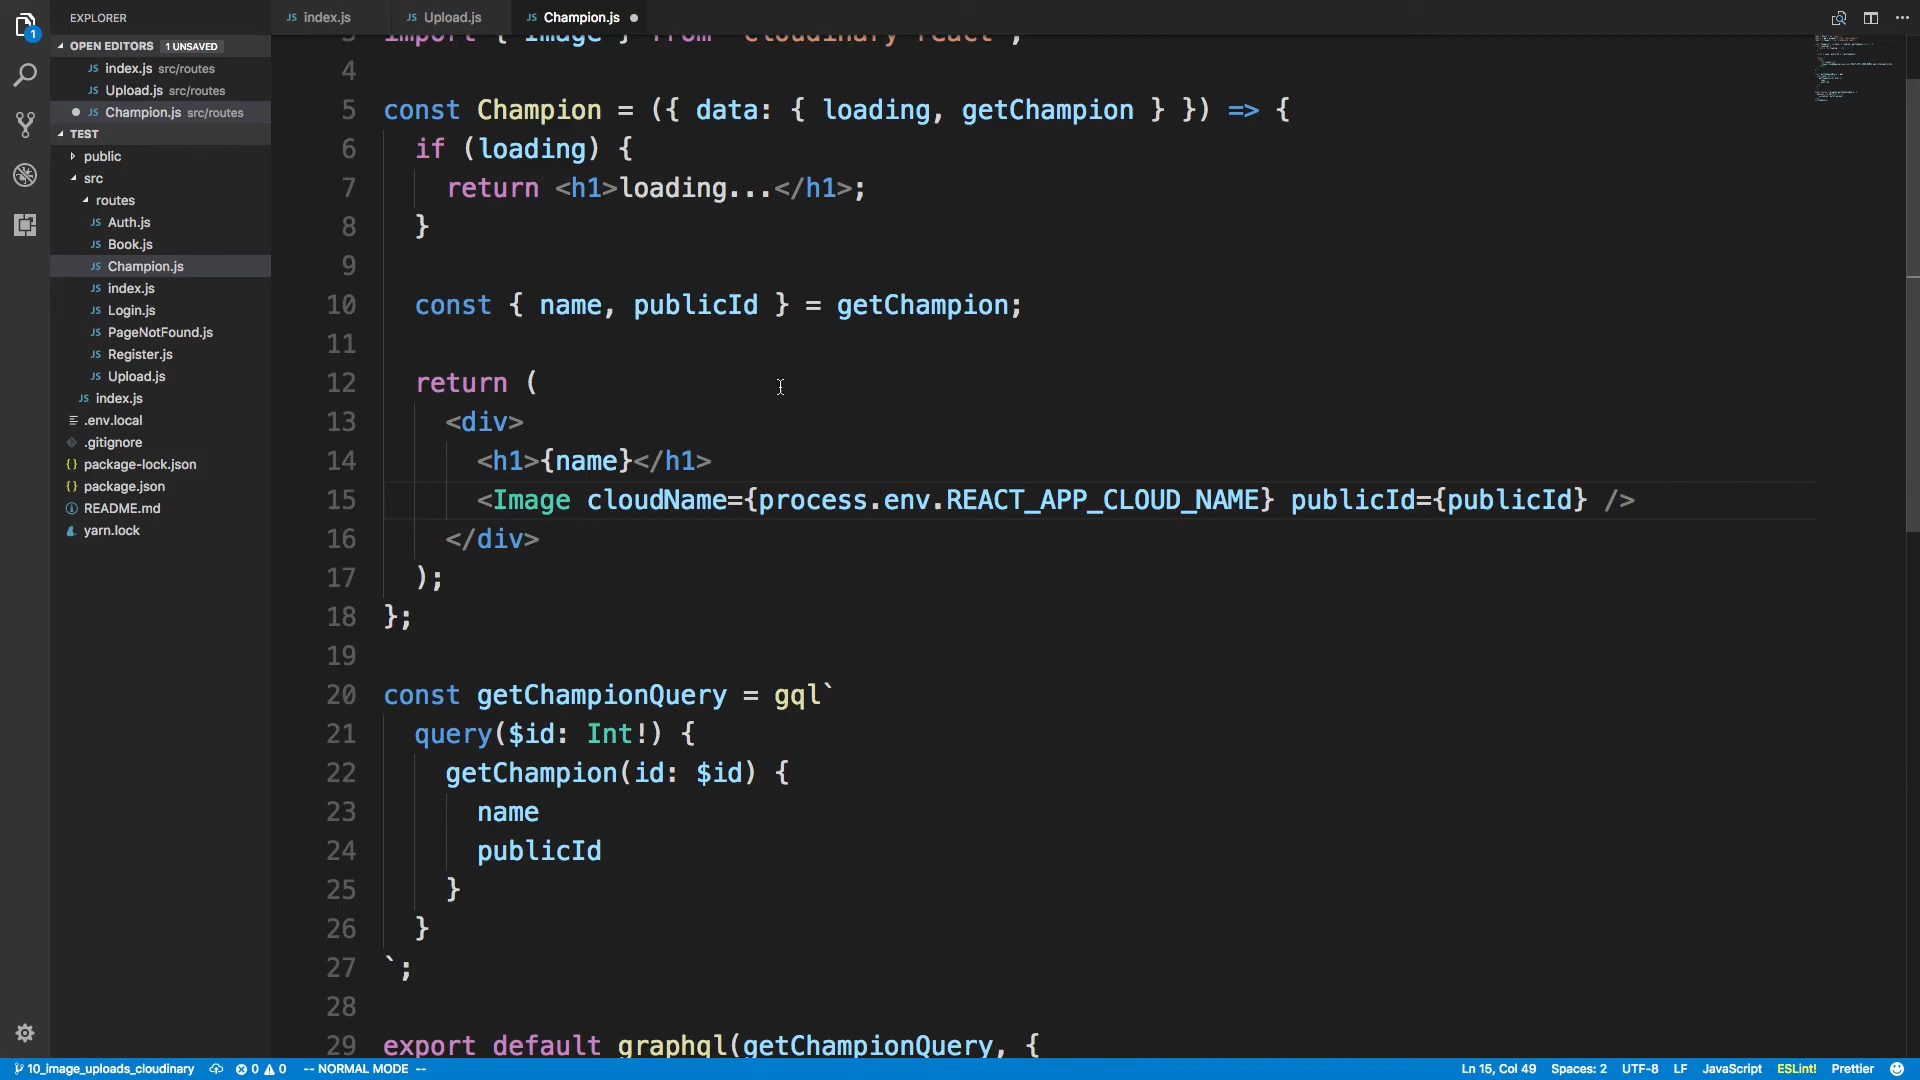 EXPLORER
index.js
Upload.js
Champion.js
OPEN EDITORS 1 UNSAVED
index.js src/routes
Upload.js src/routes
Champion.js src/routes
TEST
public
src
routes
Auth.js
Book.js
Champion.js
index.js
Login.js
PageNotFound.js
Register.js
Upload.js
index.js
.env.local
.gitignore
package-lock.json
package.json
README.md
yarn.lock
3 import { Image } from "cloudinary-react";
4
5 const Champion = ({ data: { loading, getChampion } }) => {
6 if (loading) {
7 return <h1>loading...</h1>;
8 }
9
10 const { name, publicId } = getChampion;
11
12 return (
13 <div>
14 <h1>{name}</h1>
15 <Image cloudName={process.env.REACT_APP_CLOUD_NAME} publicId={publicId} />
16 </div>
17 );
18 };
19
20 const getChampionQuery = gql`
21 query($id: Int!) {
22 getChampion(id: $id) {
23 name
24 publicId
25 }
26 }
27 `;
28
29 export default graphql(getChampionQuery, {
1
10_image_uploads_cloudinary 0 0 -- NORMAL MODE -- Ln 15, Col 49 Spaces: 2 UTF-8 LF JavaScript ESLint! Prettier